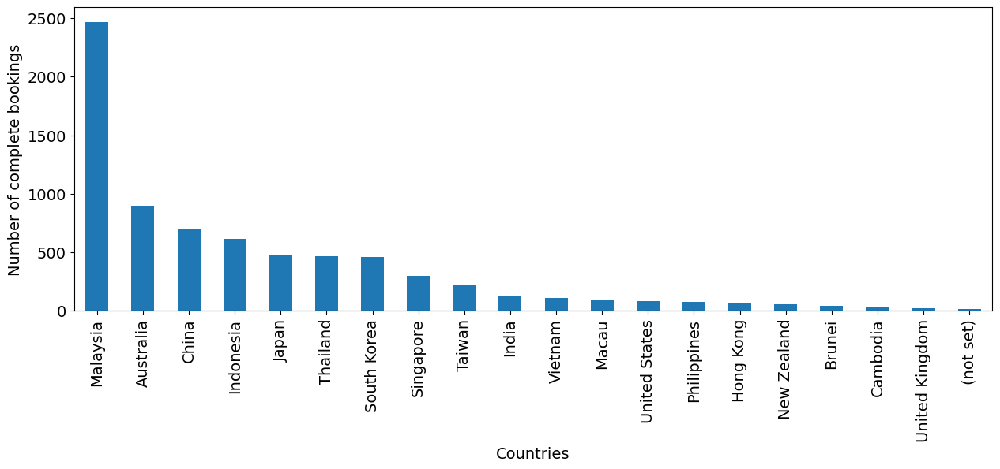 Number of complete bookings
2500
2000
1500
1000
500
0
Malaysia
Australia
China
Indonesia
Japan
Thailand
South Korea
Singapore
Taiwan
India
Vietnam
Macau
United States
Philippines
Hong Kong
New Zealand
Brunei
Cambodia
United Kingdom
(not set)
Countries